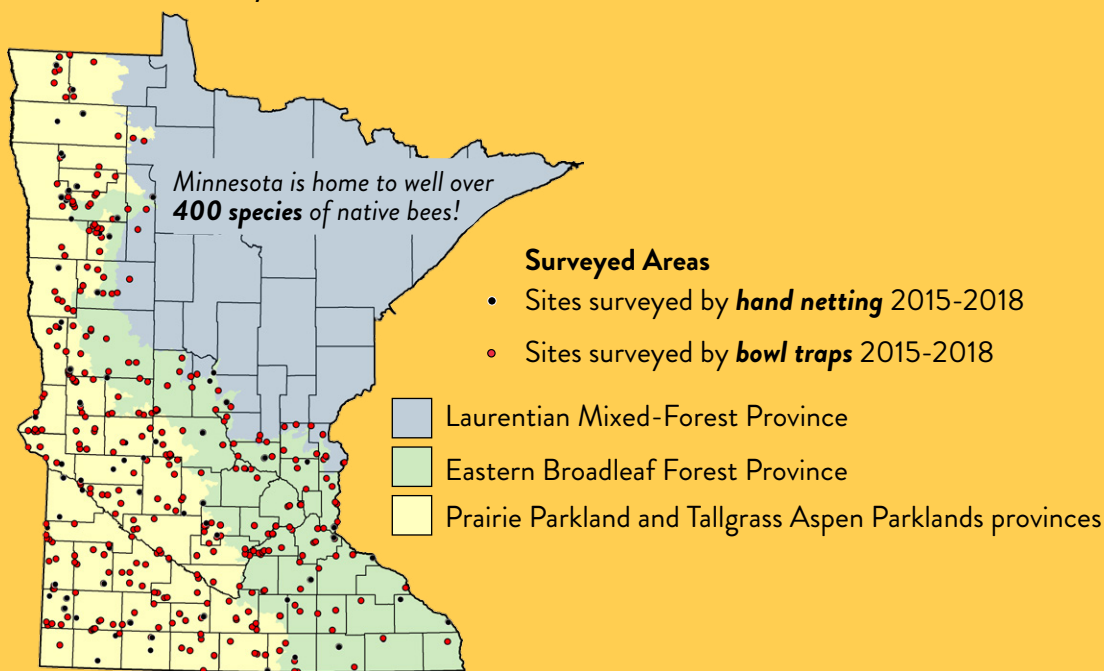 Minnesota is home to well over
400 species of native bees!
Surveyed Areas
Sites surveyed by hand netting 2015-2018
Sites surveyed by bowl traps 2015-2018
Laurentian Mixed-Forest Province
Eastern Broadleaf Forest Province
Prairie Parkland and Tallgrass Aspen Parklands provinces